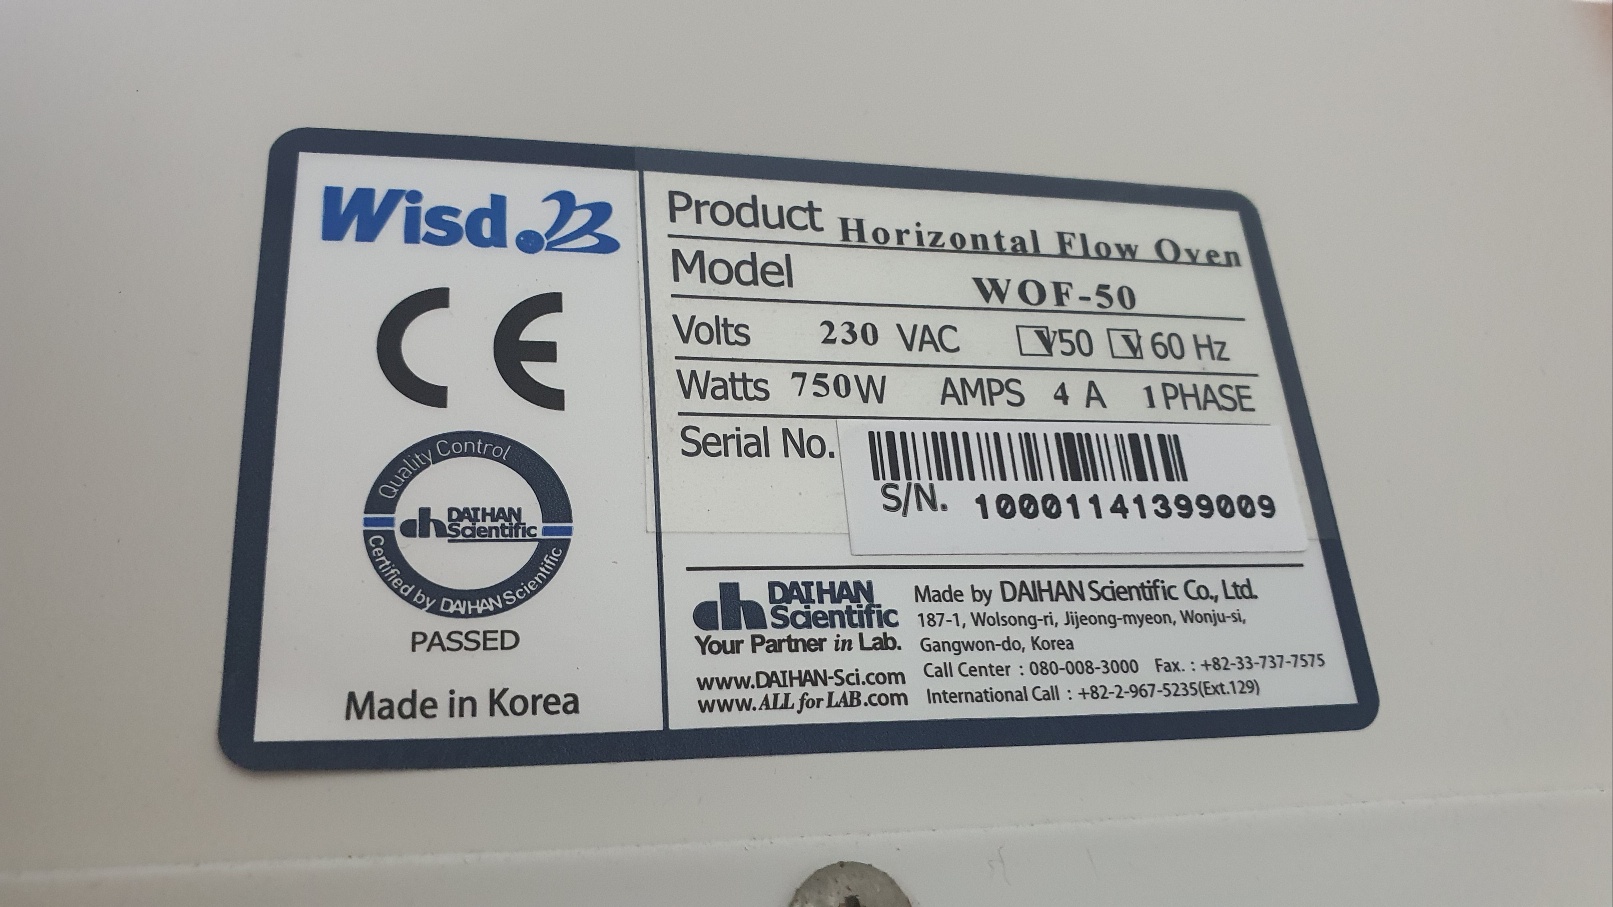 Wisd.
CE
Quality Control
DAIHAN
Scientific
Certified by DAIHAN Scientific
PASSED
Made in Korea
Product Horizontal Flow Oven
Model WOF-50
Volts 230 VAC 50 60 Hz
Watts 750W AMPS 4 A 1 PHASE
Serial No.
S/N. 10001141399009
dh DAIHAN
Scientific
Your Partner in Lab.
www.DAIHAN-Sci.com
www.ALL for LAB.com
Made by DAIHAN Scientific Co., Ltd.
187-1, Wolsong-ri, Jijeong-myeon, Wonju-si,
Gangwon-do, Korea
Call Center : 080-008-3000 Fax. : +82-33-737-7575
International Call : +82-2-967-5235(Ext.129)